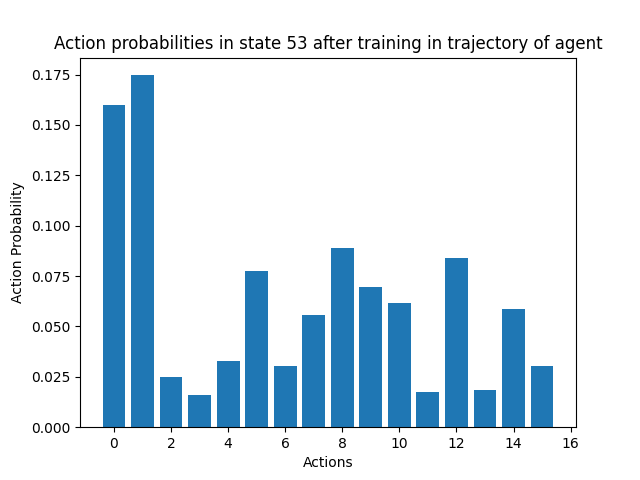 Action probabilities in state 53 after training in trajectory of agent
0.175
0.150
0.125
0.100
0.075
0.050
0.025
0.000
Action Probability
0 2 4 6 8 10 12 14 16
Actions